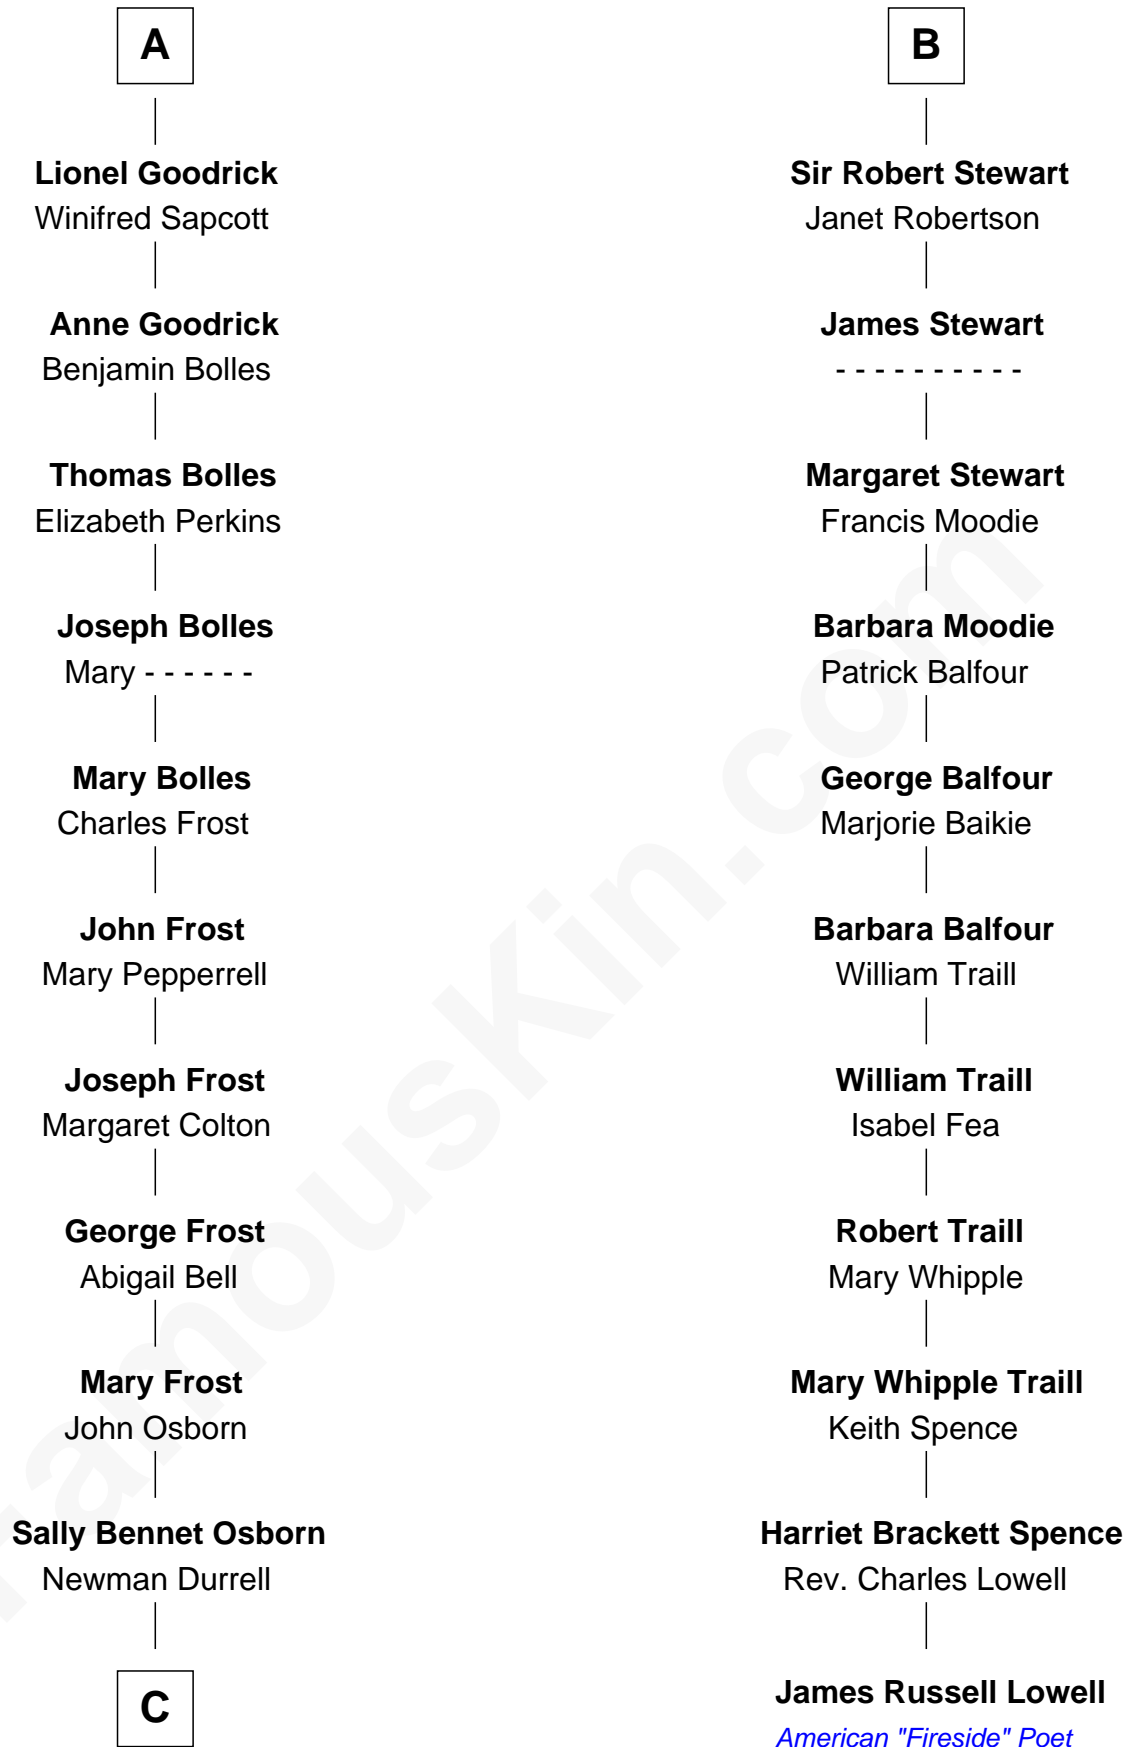 A
Lionel Goodrick
Winifred Sapcott
Anne Goodrick
Benjamin Bolles
Thomas Bolles
Elizabeth Perkins
Joseph Bolles
Mary - - - - - -
Mary Bolles
Charles Frost
John Frost
Mary Pepperrell
Joseph Frost
Margaret Colton
George Frost
Abigail Bell
Mary Frost
John Osborn
Sally Bennet Osborn
Newman Durrell
C
B
Sir Robert Stewart
Janet Robertson
James Stewart
- - - - - - - - - -
Margaret Stewart
Francis Moodie
Barbara Moodie
Patrick Balfour
George Balfour
Marjorie Baikie
Barbara Balfour
William Traill
William Traill
Isabel Fea
Robert Traill
Mary Whipple
Mary Whipple Traill
Keith Spence
Harriet Brackett Spence
Rev. Charles Lowell
James Russell Lowell
American "Fireside" Poet
FamousKin.com